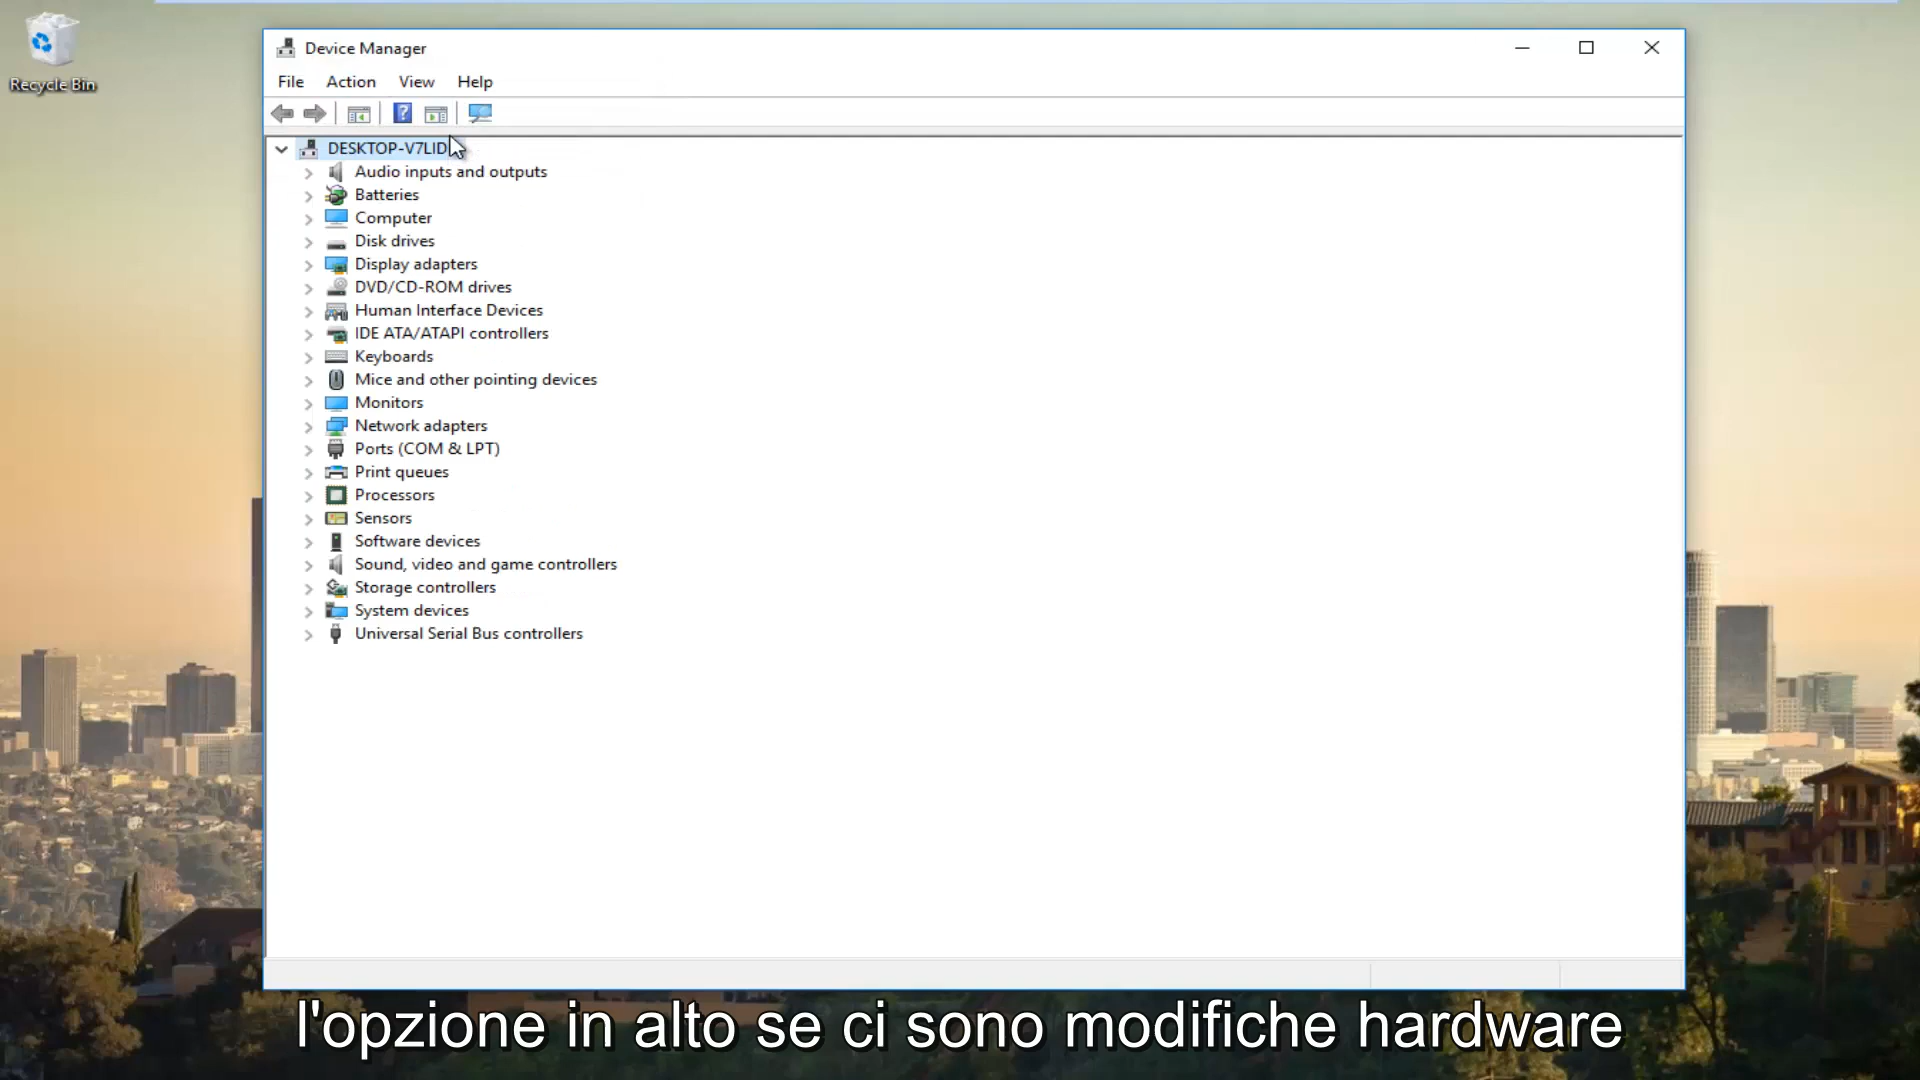 Recycle Bin
Device Manager
File Action View Help
DESKTOP-V7LID
Audio inputs and outputs
Batteries
Computer
Disk drives
Display adapters
DVD/CD-ROM drives
Human Interface Devices
IDE ATA/ATAPI controllers
Keyboards
Mice and other pointing devices
Monitors
Network adapters
Ports (COM & LPT)
Print queues
Processors
Sensors
Software devices
Sound, video and game controllers
Storage controllers
System devices
Universal Serial Bus controllers
l'opzione in alto se ci sono modifiche hardware